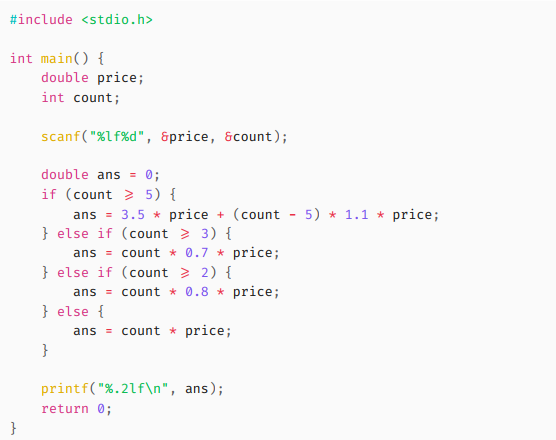 #include <stdio.h>
int main() {
    double price;
    int count;
    scanf("%lf%d", &price, &count);
    double ans = 0;
    if (count ⩾ 5) {
        ans = 3.5 * price + (count - 5) * 1.1 * price;
    } else if (count ⩾ 3) {
        ans = count * 0.7 * price;
    } else if (count ⩾ 2) {
        ans = count * 0.8 * price;
    } else {
        ans = count * price;
    }
    printf("%.2lf\n", ans);
    return 0;
}